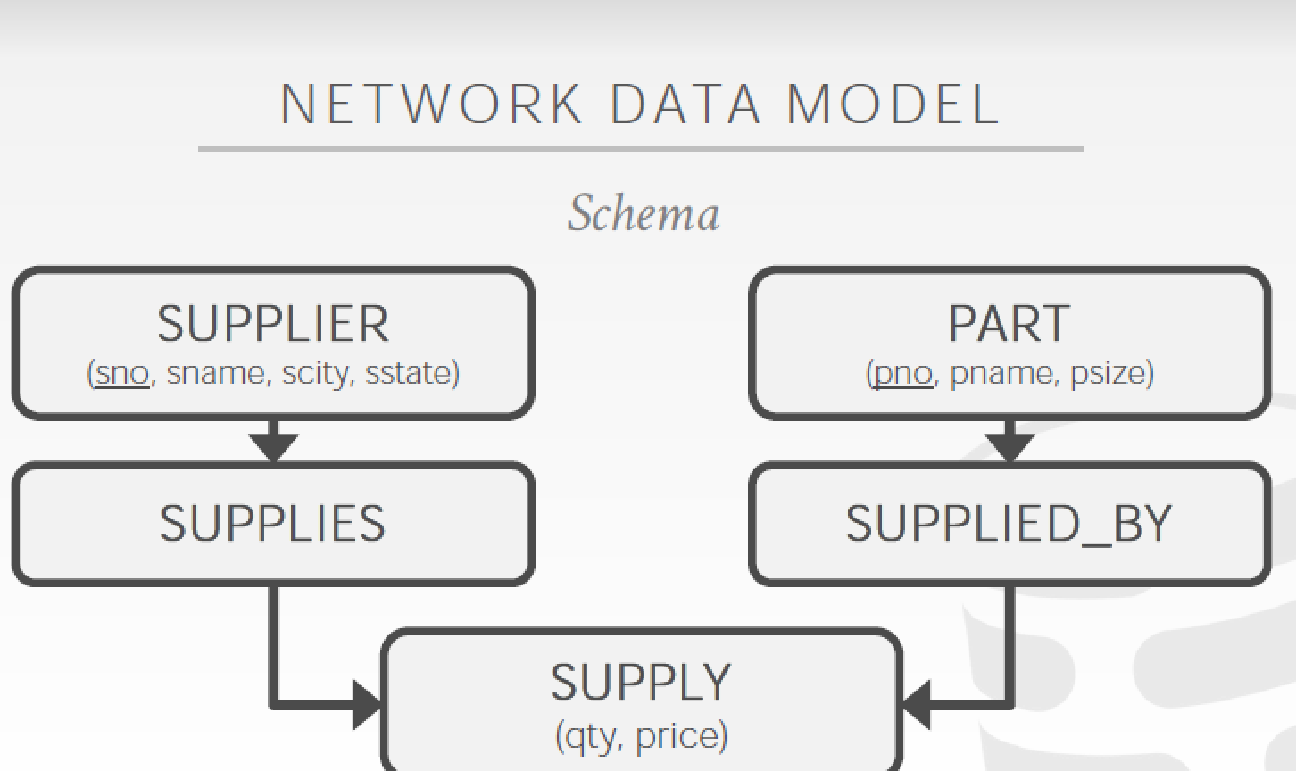 NETWORK DATA MODEL
Schema
SUPPLIER
(sno, sname, scity, sstate)
PART
(pno, pname, psize)
SUPPLIES
SUPPLIED_BY
SUPPLY
(qty, price)